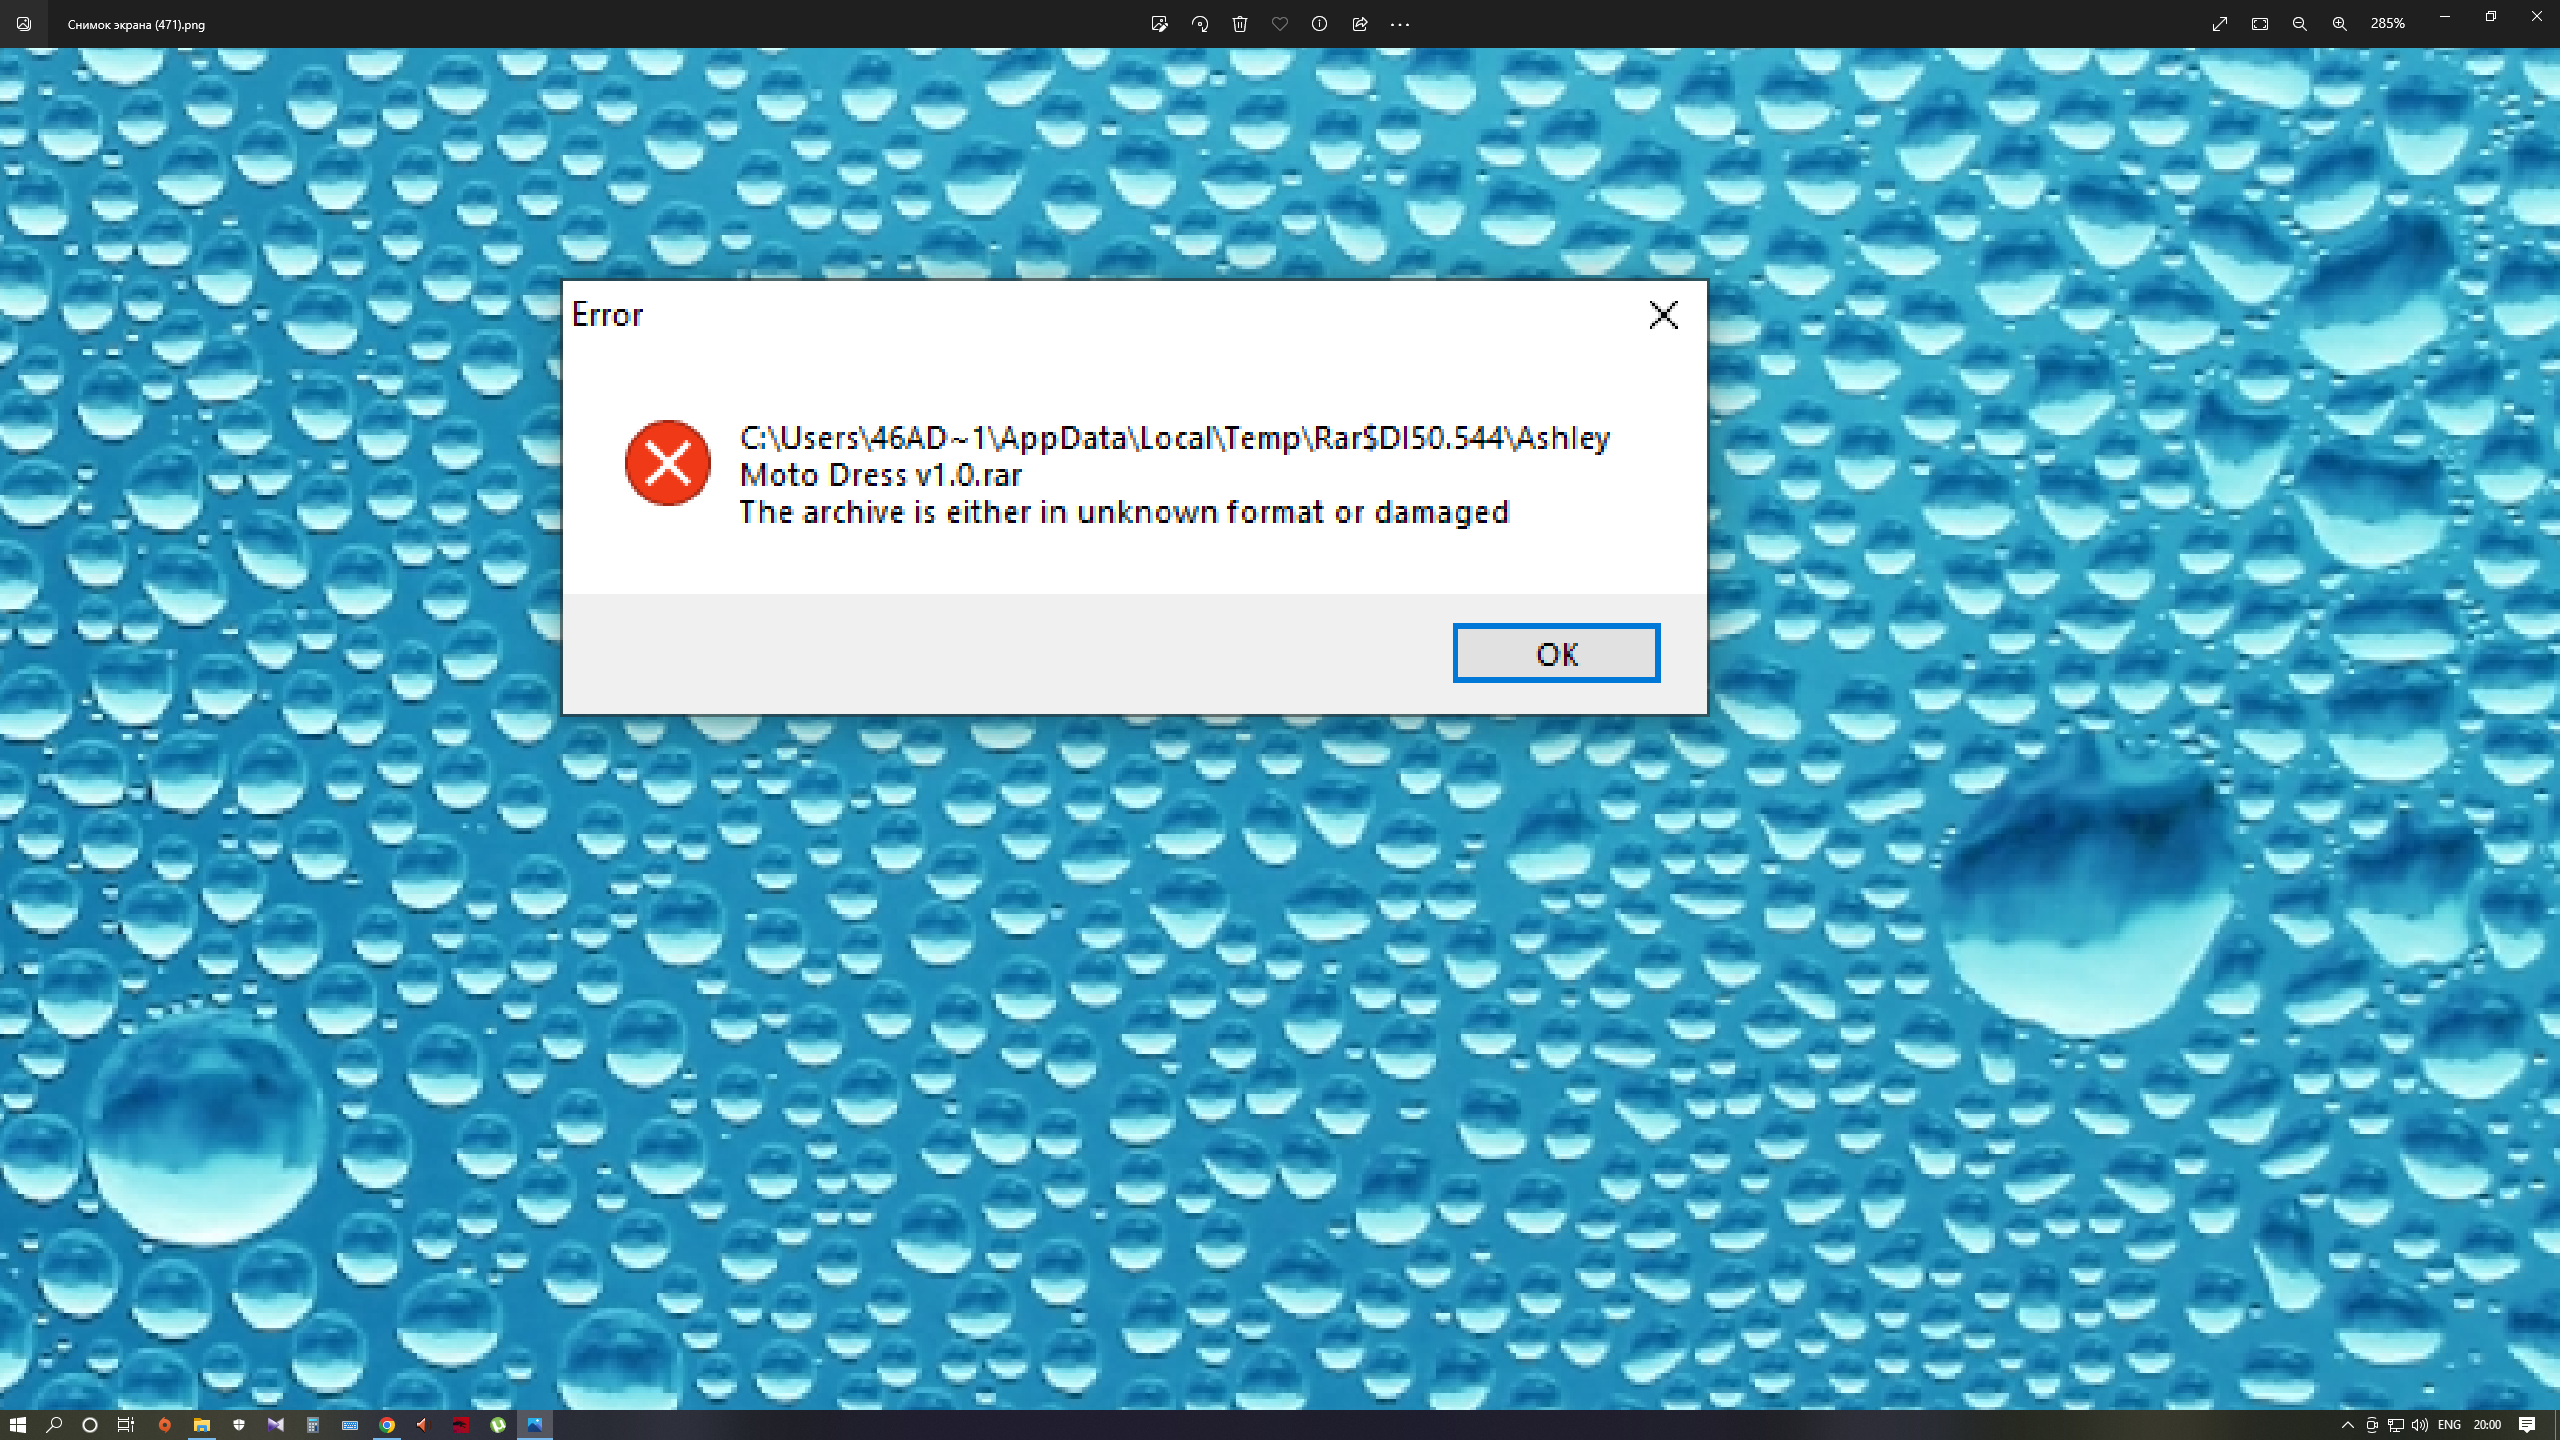 Снимок экрана (471).png
285%
Error
C:\Users\46AD~1\AppData\Local\Temp\Rar$DI50.544\Ashley
Moto Dress v1.0.rar
The archive is either in unknown format or damaged
OK
ENG
20:00